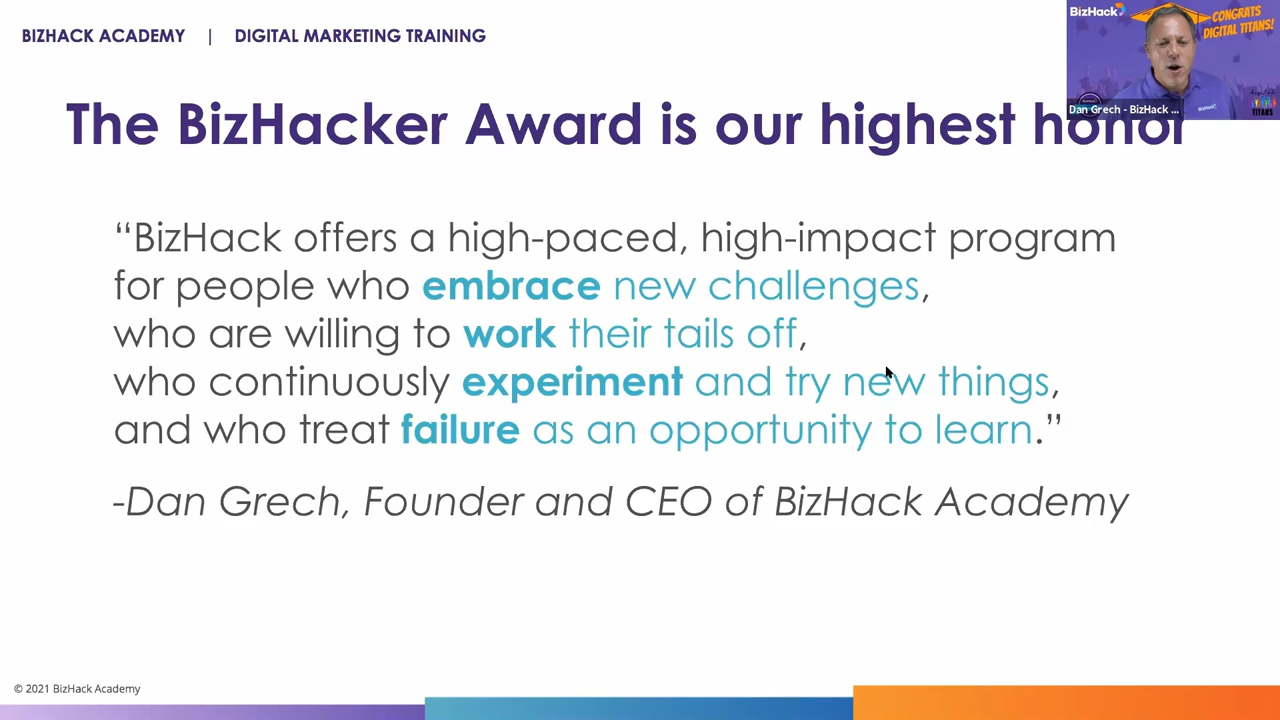 BIZHACK ACADEMY | DIGITAL MARKETING TRAINING
BizHack
CONGRATS
DIGITAL TITANS!
Dan Grech - BizHack ...
TITANS
The BizHacker Award is our highest honor
“BizHack offers a high-paced, high-impact program
for people who embrace new challenges,
who are willing to work their tails off,
who continuously experiment and try new things,
and who treat failure as an opportunity to learn.”
-Dan Grech, Founder and CEO of BizHack Academy
© 2021 BizHack Academy